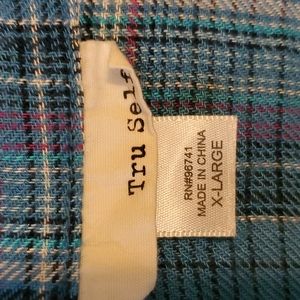 Tru Self
RN#96741
MADE IN CHINA
X-LARGE